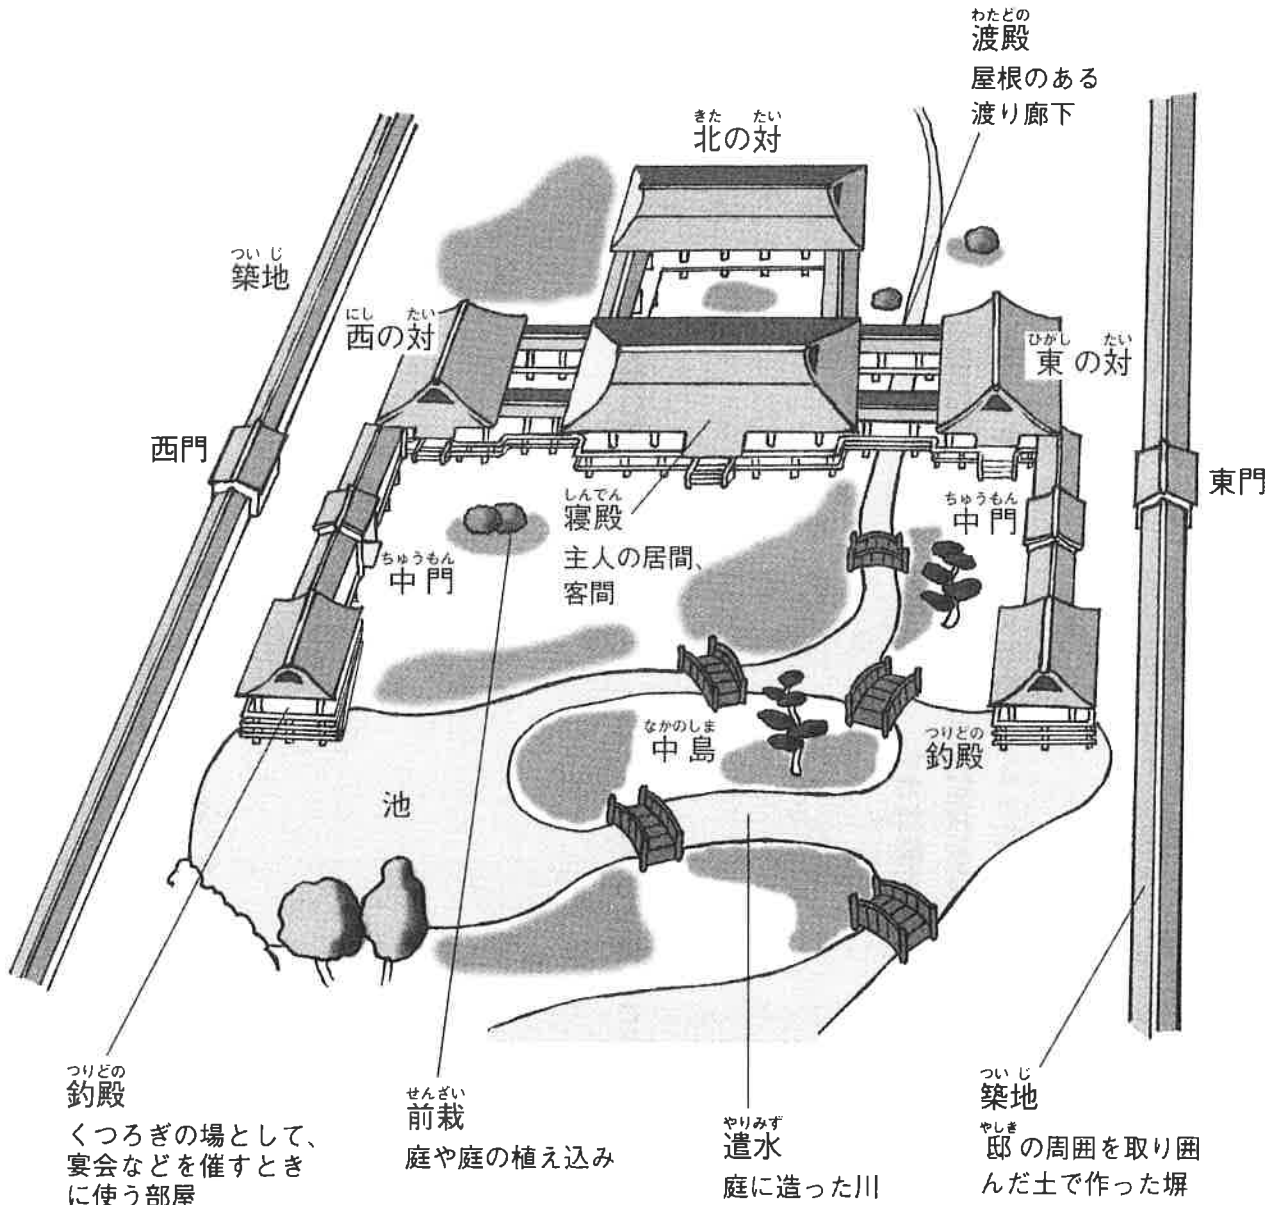 わたどの
渡殿
屋根のある
渡り廊下
きた たい
北の対
ついじ
築地
にし たい
西の対
ひがし たい
東の対
西門
東門
しんでん
寝殿
主人の居間、
客間
ちゅうもん
中門
ちゅうもん
中門
なかのしま
中島
つりどの
釣殿
池
つりどの
釣殿
くつろぎの場として、
宴会などを催すとき
に使う部屋
せんざい
前栽
庭や庭の植え込み
やりみず
遣水
庭に造った川
ついじ
築地
やしき
邸の周囲を取り囲
んだ土で作った塀